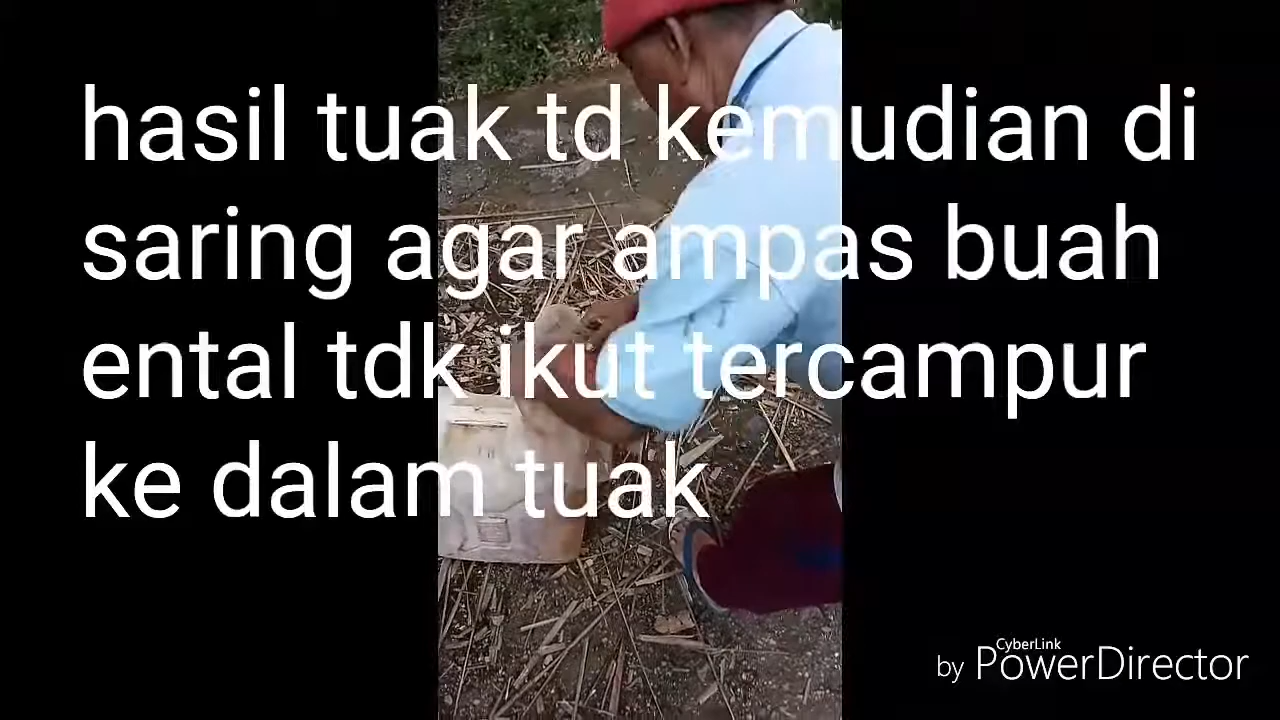 hasil tuak td kemudian di
saring agar ampas buah
ental tdk ikut tercampur
ke dalam tuak
CyberLink
by PowerDirector